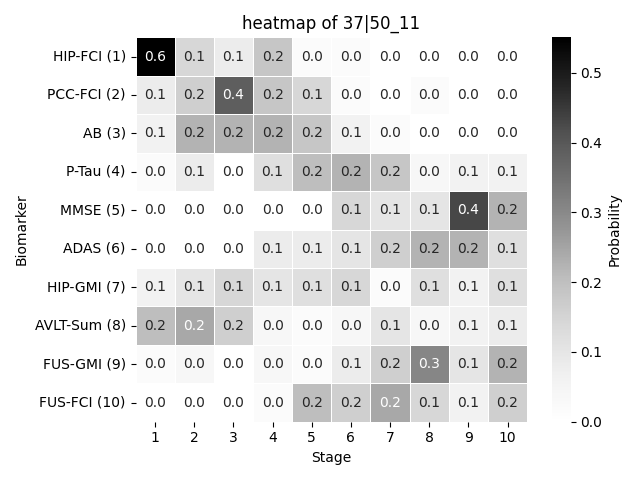 heatmap of 37|50_11
HIP-FCI (1) 0.6 0.1 0.1 0.2 0.0 0.0 0.0 0.0 0.0 0.0
PCC-FCI (2) 0.1 0.2 0.4 0.2 0.1 0.0 0.0 0.0 0.0 0.0
AB (3) 0.1 0.2 0.2 0.2 0.2 0.1 0.0 0.0 0.0 0.0
P-Tau (4) 0.0 0.1 0.0 0.1 0.2 0.2 0.2 0.0 0.1 0.1
MMSE (5) 0.0 0.0 0.0 0.0 0.0 0.1 0.1 0.1 0.4 0.2
ADAS (6) 0.0 0.0 0.0 0.1 0.1 0.1 0.2 0.2 0.2 0.1
HIP-GMI (7) 0.1 0.1 0.1 0.1 0.1 0.1 0.0 0.1 0.1 0.1
AVLT-Sum (8) 0.2 0.2 0.2 0.0 0.0 0.0 0.1 0.0 0.1 0.1
FUS-GMI (9) 0.0 0.0 0.0 0.0 0.0 0.1 0.2 0.3 0.1 0.2
FUS-FCI (10) 0.0 0.0 0.0 0.0 0.2 0.2 0.2 0.1 0.1 0.2
1 2 3 4 5 6 7 8 9 10
Stage
Biomarker
0.5
0.4
0.3
0.2
0.1
0.0
Probability